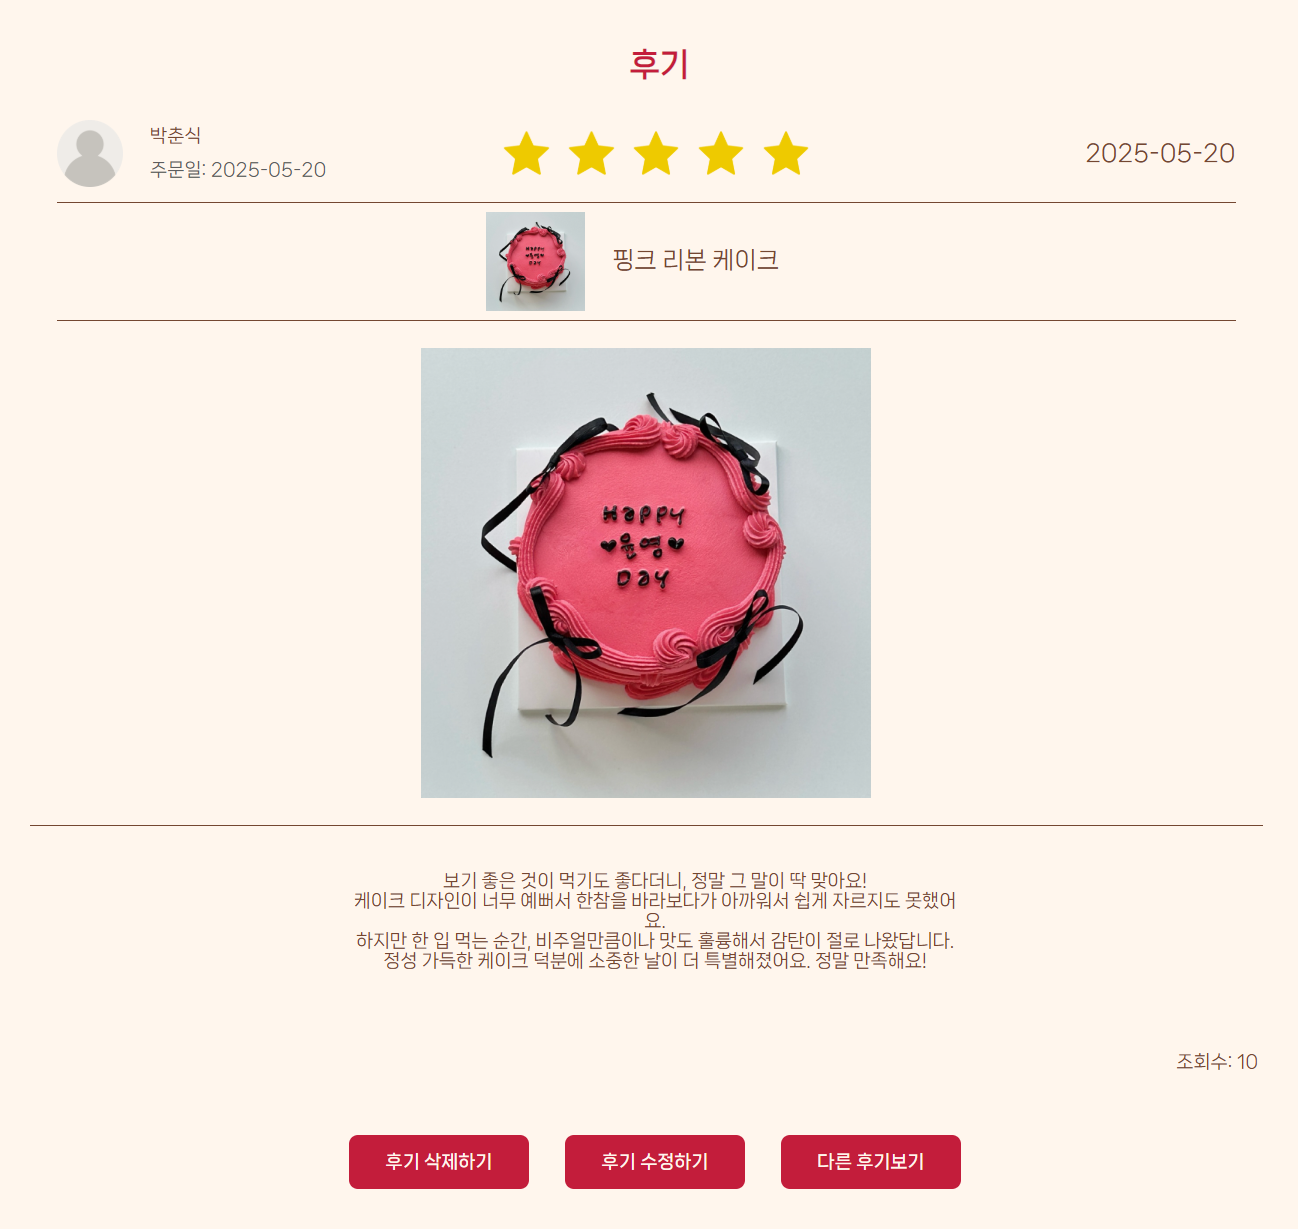 후기
박춘식
주문일: 2025-05-20
2025-05-20
핑크 리본 케이크
Happy
♥윤영♥
Day
보기 좋은 것이 먹기도 좋다더니, 정말 그 말이 딱 맞아요!
케이크 디자인이 너무 예뻐서 한참을 바라보다가 아까워서 쉽게 자르지도 못했어
요.
하지만 한 입 먹는 순간, 비주얼만큼이나 맛도 훌륭해서 감탄이 절로 나왔답니다.
정성 가득한 케이크 덕분에 소중한 날이 더 특별해졌어요. 정말 만족해요!
조회수: 10
후기 삭제하기
후기 수정하기
다른 후기보기